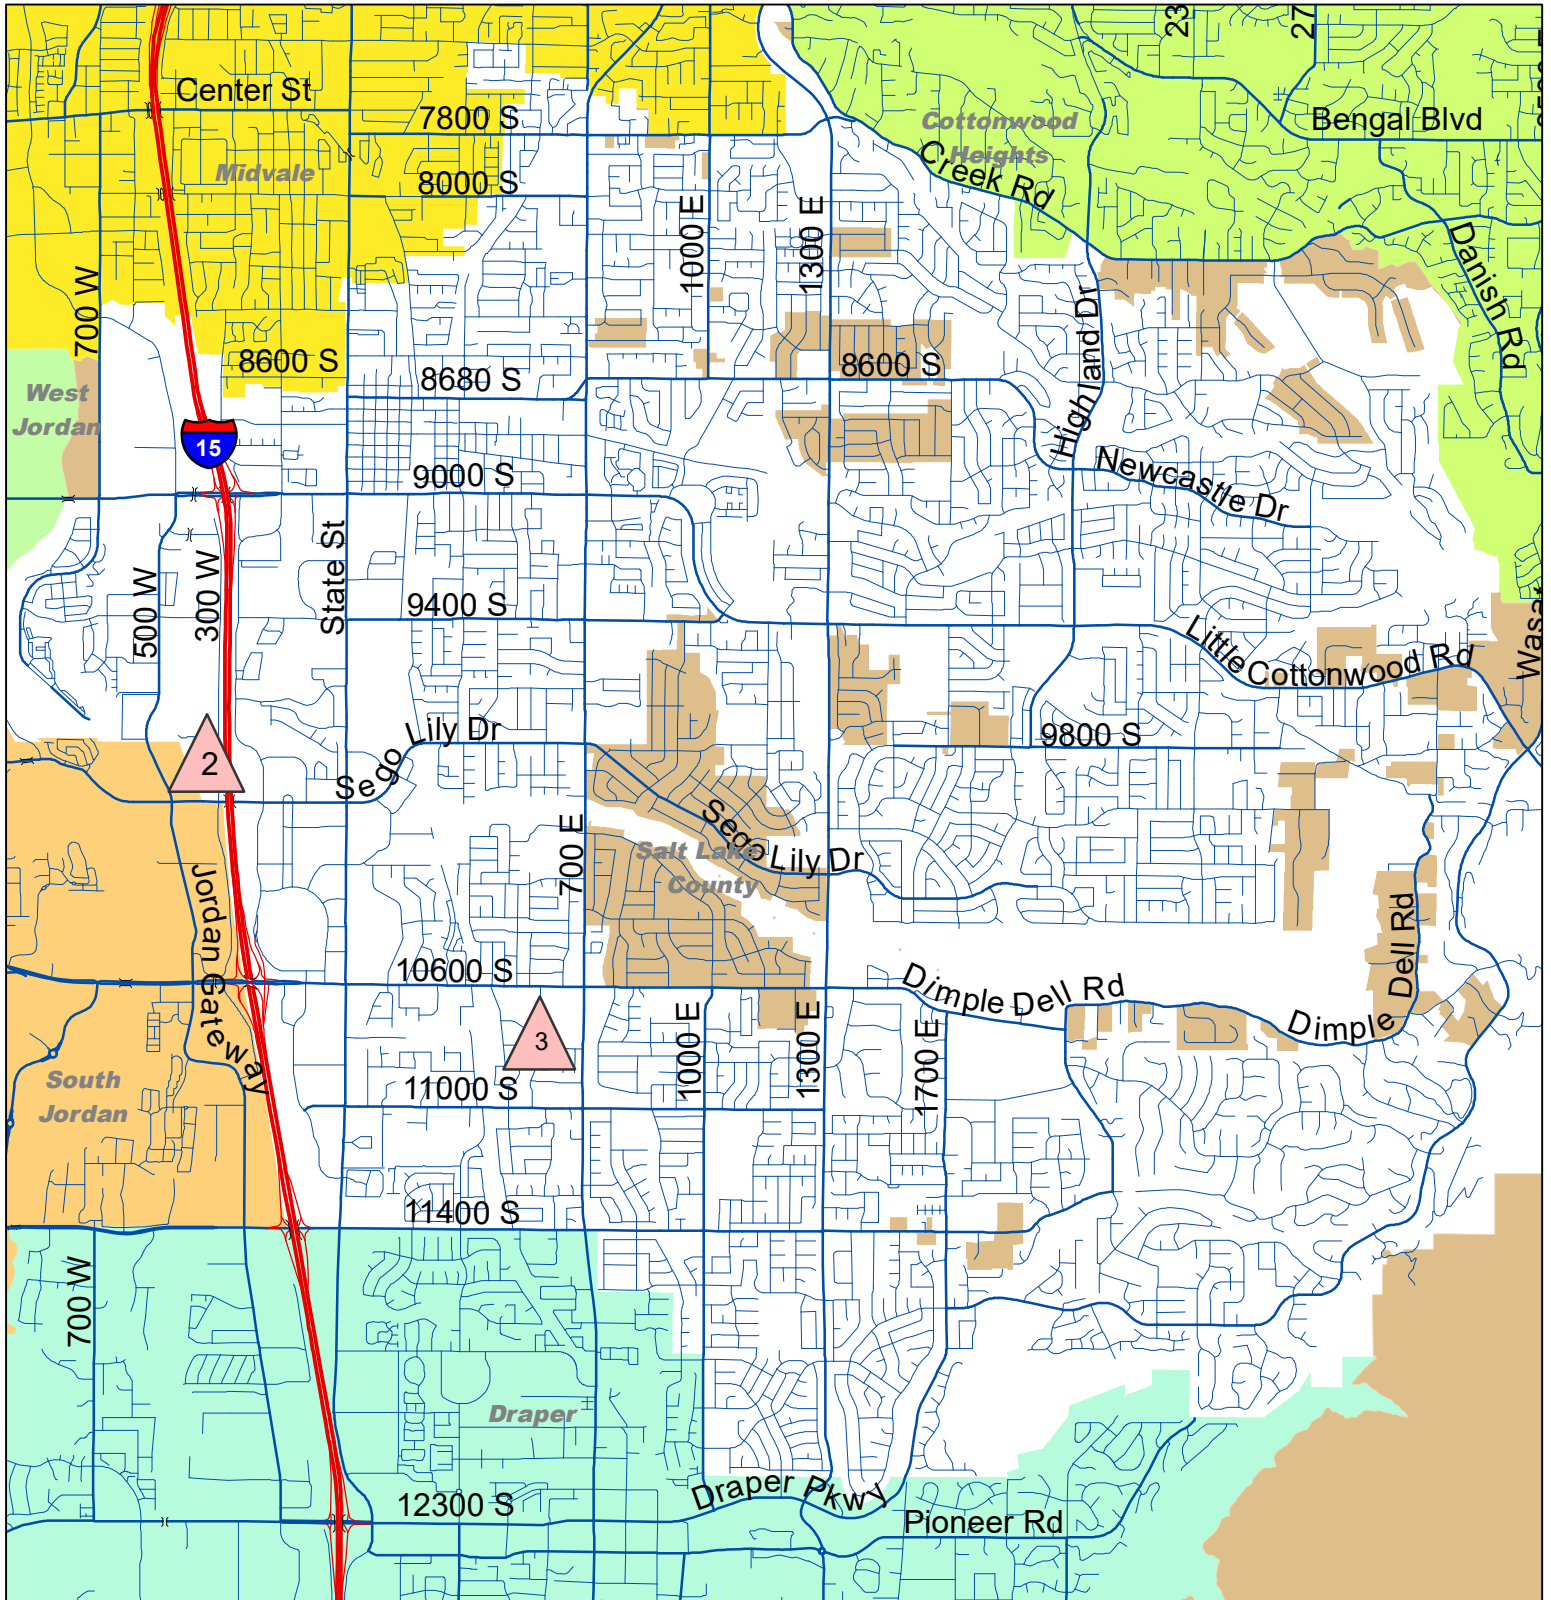 23
27
Center St
7800 S
Bengal Blvd
Cottonwood
Heights
Creek Rd
Midvale
8000 S
1000 E
1300 E
Danish Rd
700 W
Highland Dr
8600 S
8680 S
8600 S
West
Jordan
15
9000 S
Newcastle Dr
State St
300 W
500 W
9400 S
Little Cottonwood Rd
Wasat
Sego Lily Dr
9800 S
2
700 E
Sego Lily Dr
Salt Lake
County
Jordan Gateway
Dell Rd
10600 S
Dimple Dell Rd
Dimple
1000 E
1300 E
1700 E
3
South
Jordan
11000 S
11400 S
700 W
Draper
Draper Pkwy
12300 S
Pioneer Rd